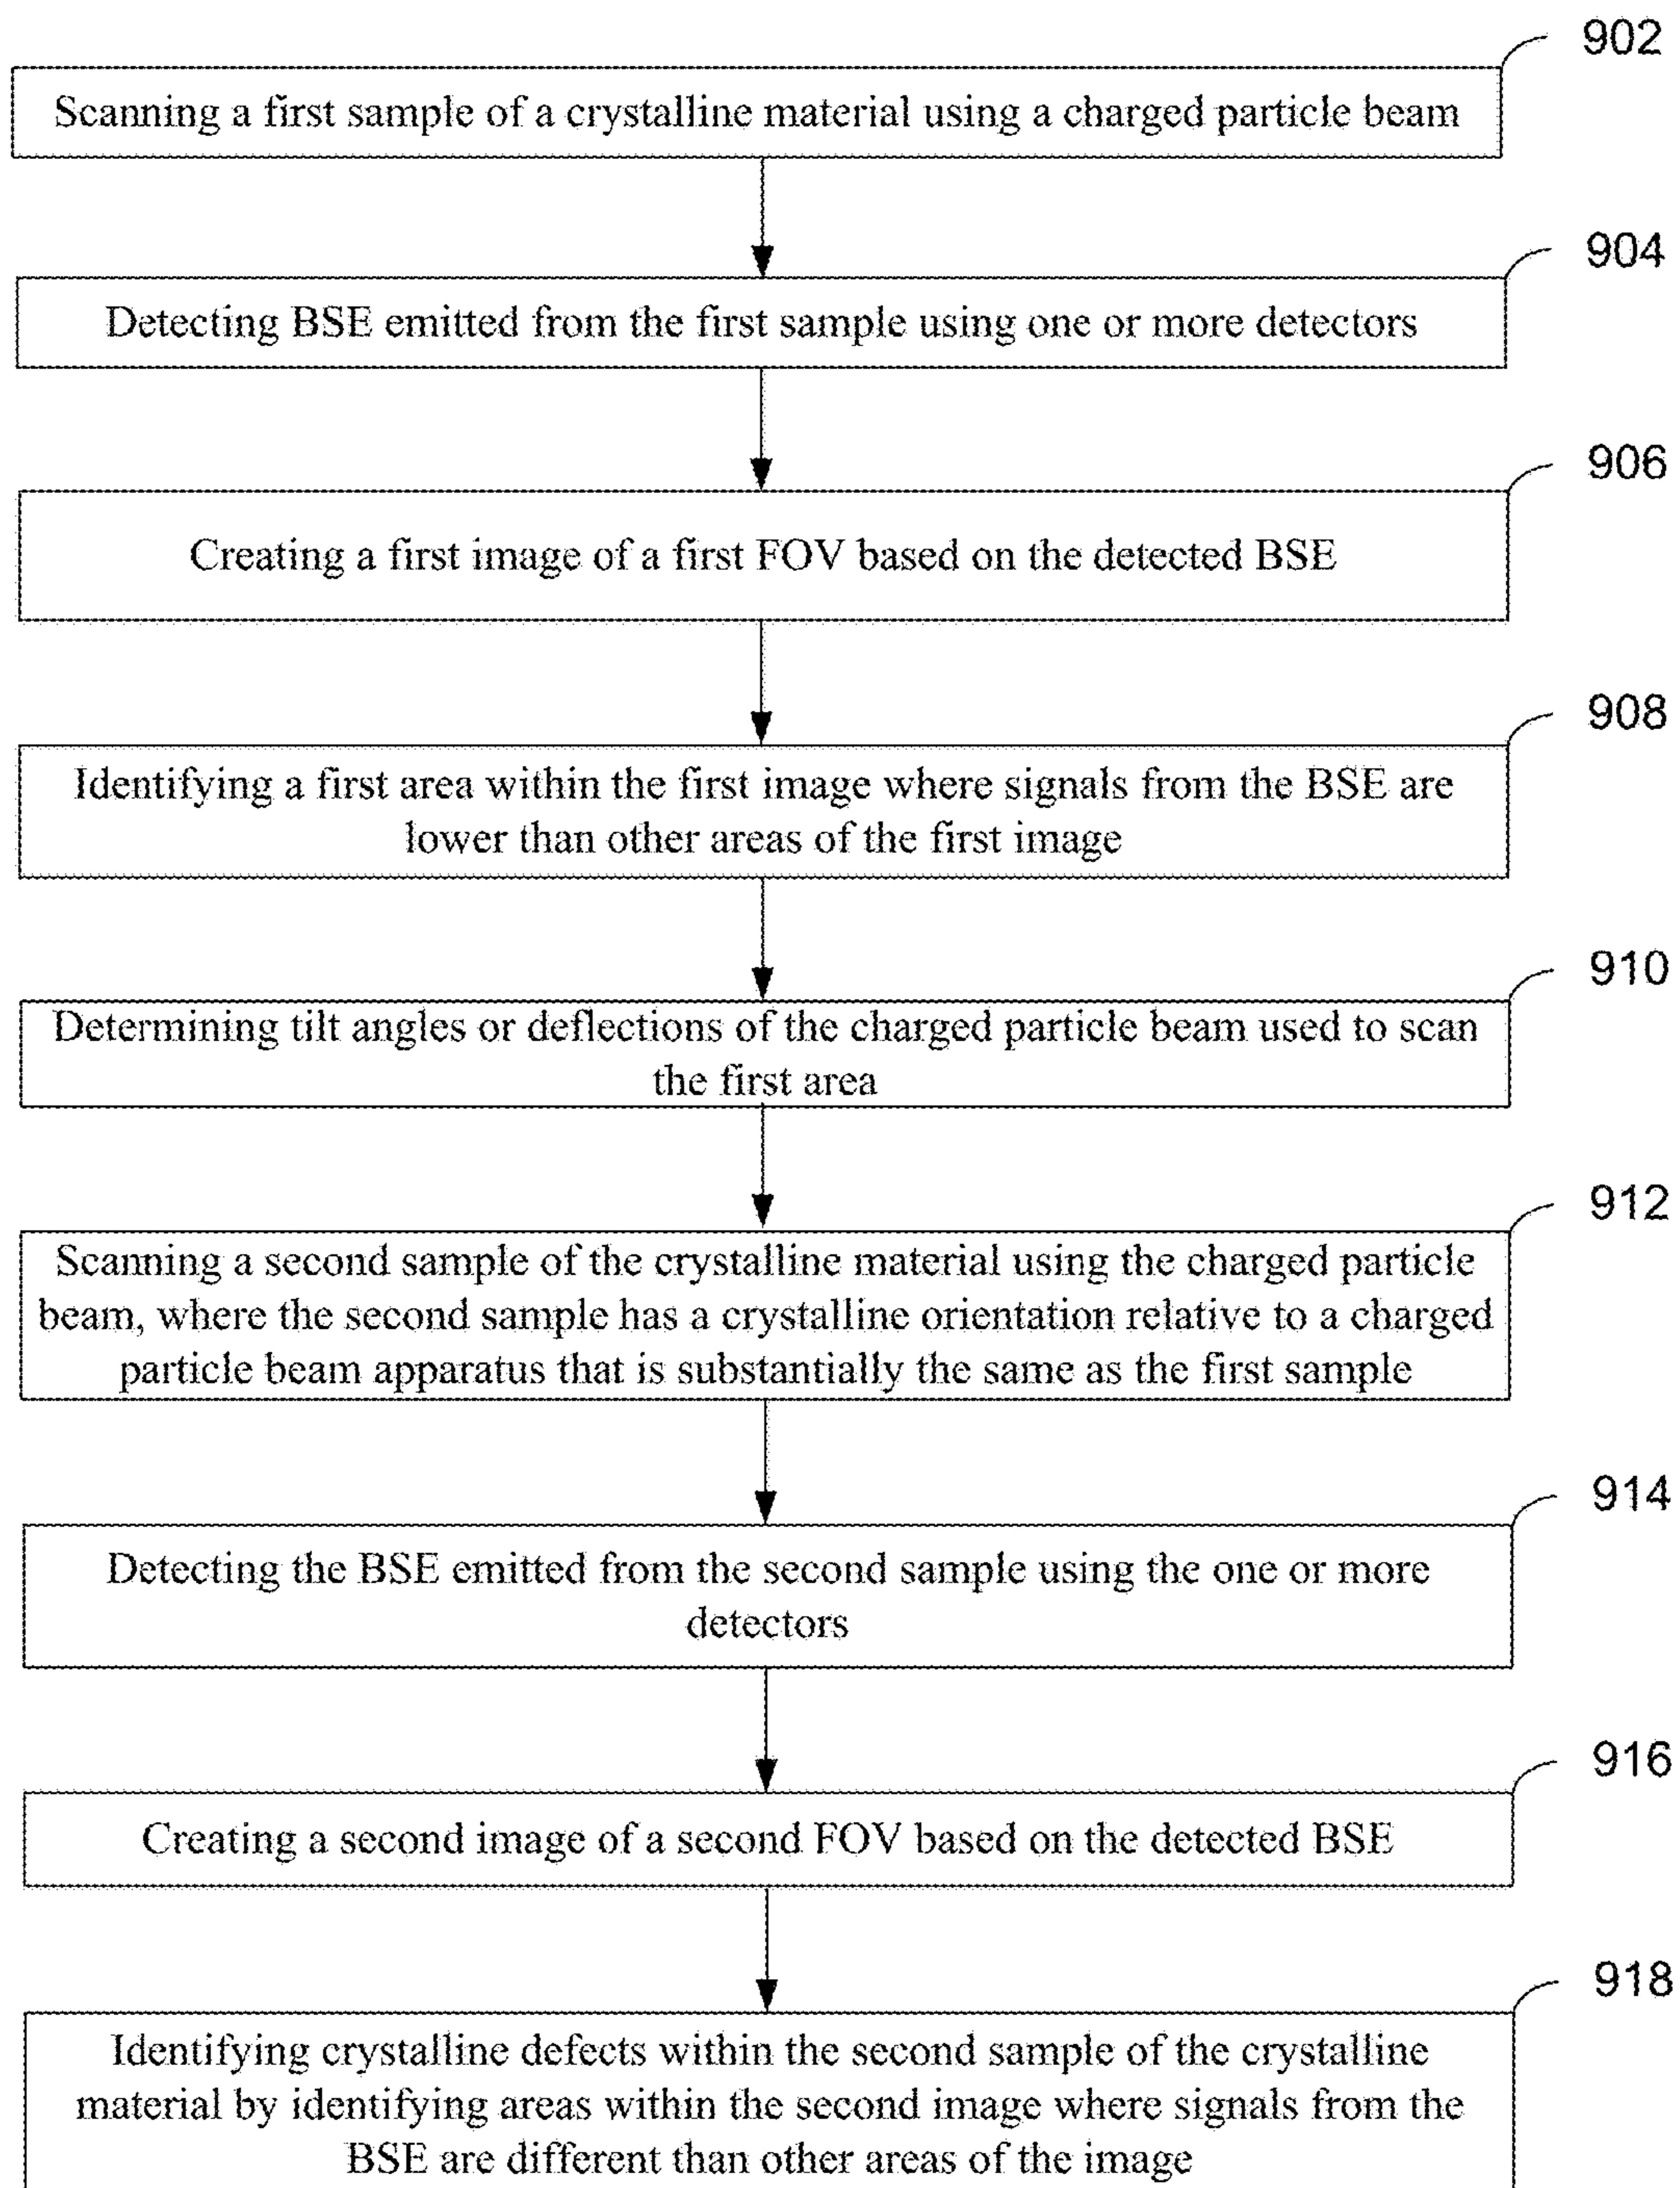 902
Scanning a first sample of a crystalline material using a charged particle beam
904
Detecting BSE emitted from the first sample using one or more detectors
906
Creating a first image of a first FOV based on the detected BSE
908
Identifying a first area within the first image where signals from the BSE are
lower than other areas of the first image
910
Determining tilt angles or deflections of the charged particle beam used to scan
the first area
912
Scanning a second sample of the crystalline material using the charged particle
beam, where the second sample has a crystalline orientation relative to a charged
particle beam apparatus that is substantially the same as the first sample
914
Detecting the BSE emitted from the second sample using the one or more
detectors
916
Creating a second image of a second FOV based on the detected BSE
918
Identifying crystalline defects within the second sample of the crystalline
material by identifying areas within the second image where signals from the
BSE are different than other areas of the image